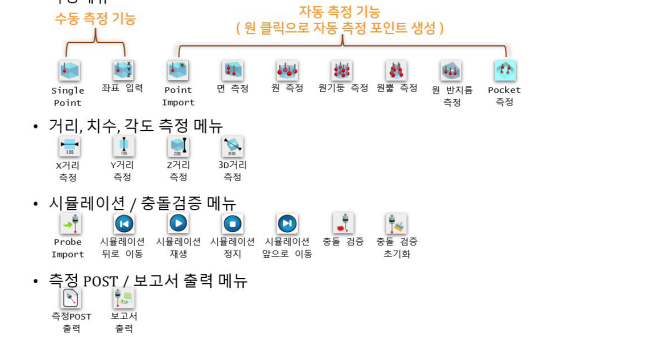 수동 측정 기능
자동 측정 기능
( 원 클릭으로 자동 측정 포인트 생성 )
Single Point
좌표 입력
Point Import
면 측정
원 측정
원기둥 측정
원뿔 측정
원 반지름 측정
Pocket 측정
• 거리, 치수, 각도 측정 메뉴
X거리 측정
Y거리 측정
Z거리 측정
3D거리 측정
• 시뮬레이션 / 충돌검증 메뉴
Probe Import
시뮬레이션 뒤로 이동
시뮬레이션 재생
시뮬레이션 정지
시뮬레이션 앞으로 이동
충돌 검증
충돌 검증 초기화
• 측정 POST / 보고서 출력 메뉴
측정POST 출력
보고서 출력